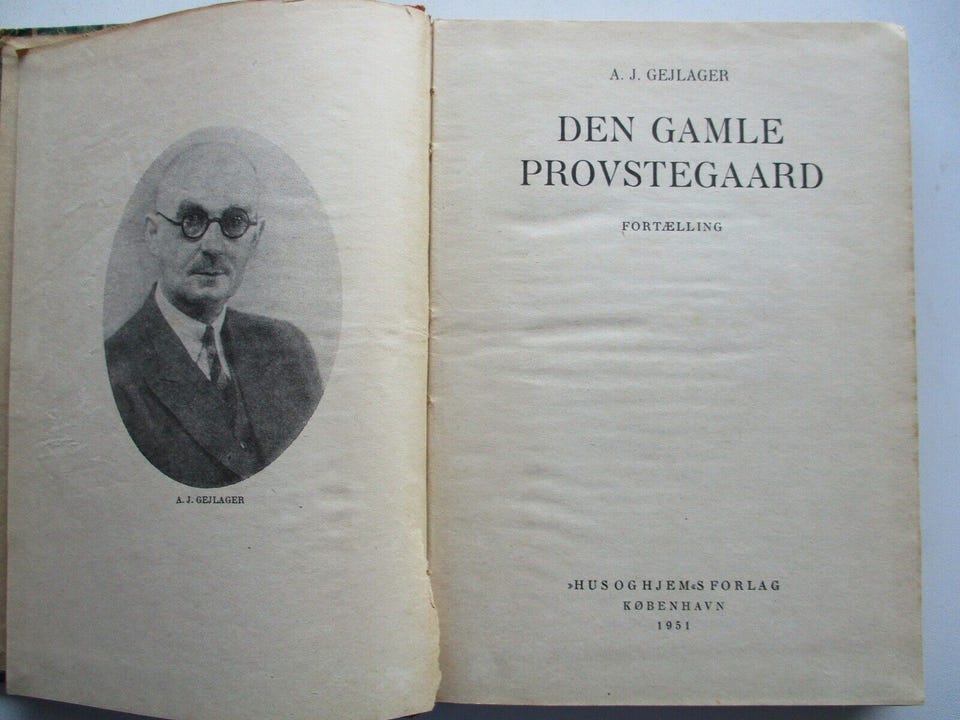 A. J. GEJLAGER
A. J. GEJLAGER
DEN GAMLE
PROVSTEGAARD
FORTÆLLING
»HUS OG HJEM«S FORLAG
KØBENHAVN
1951